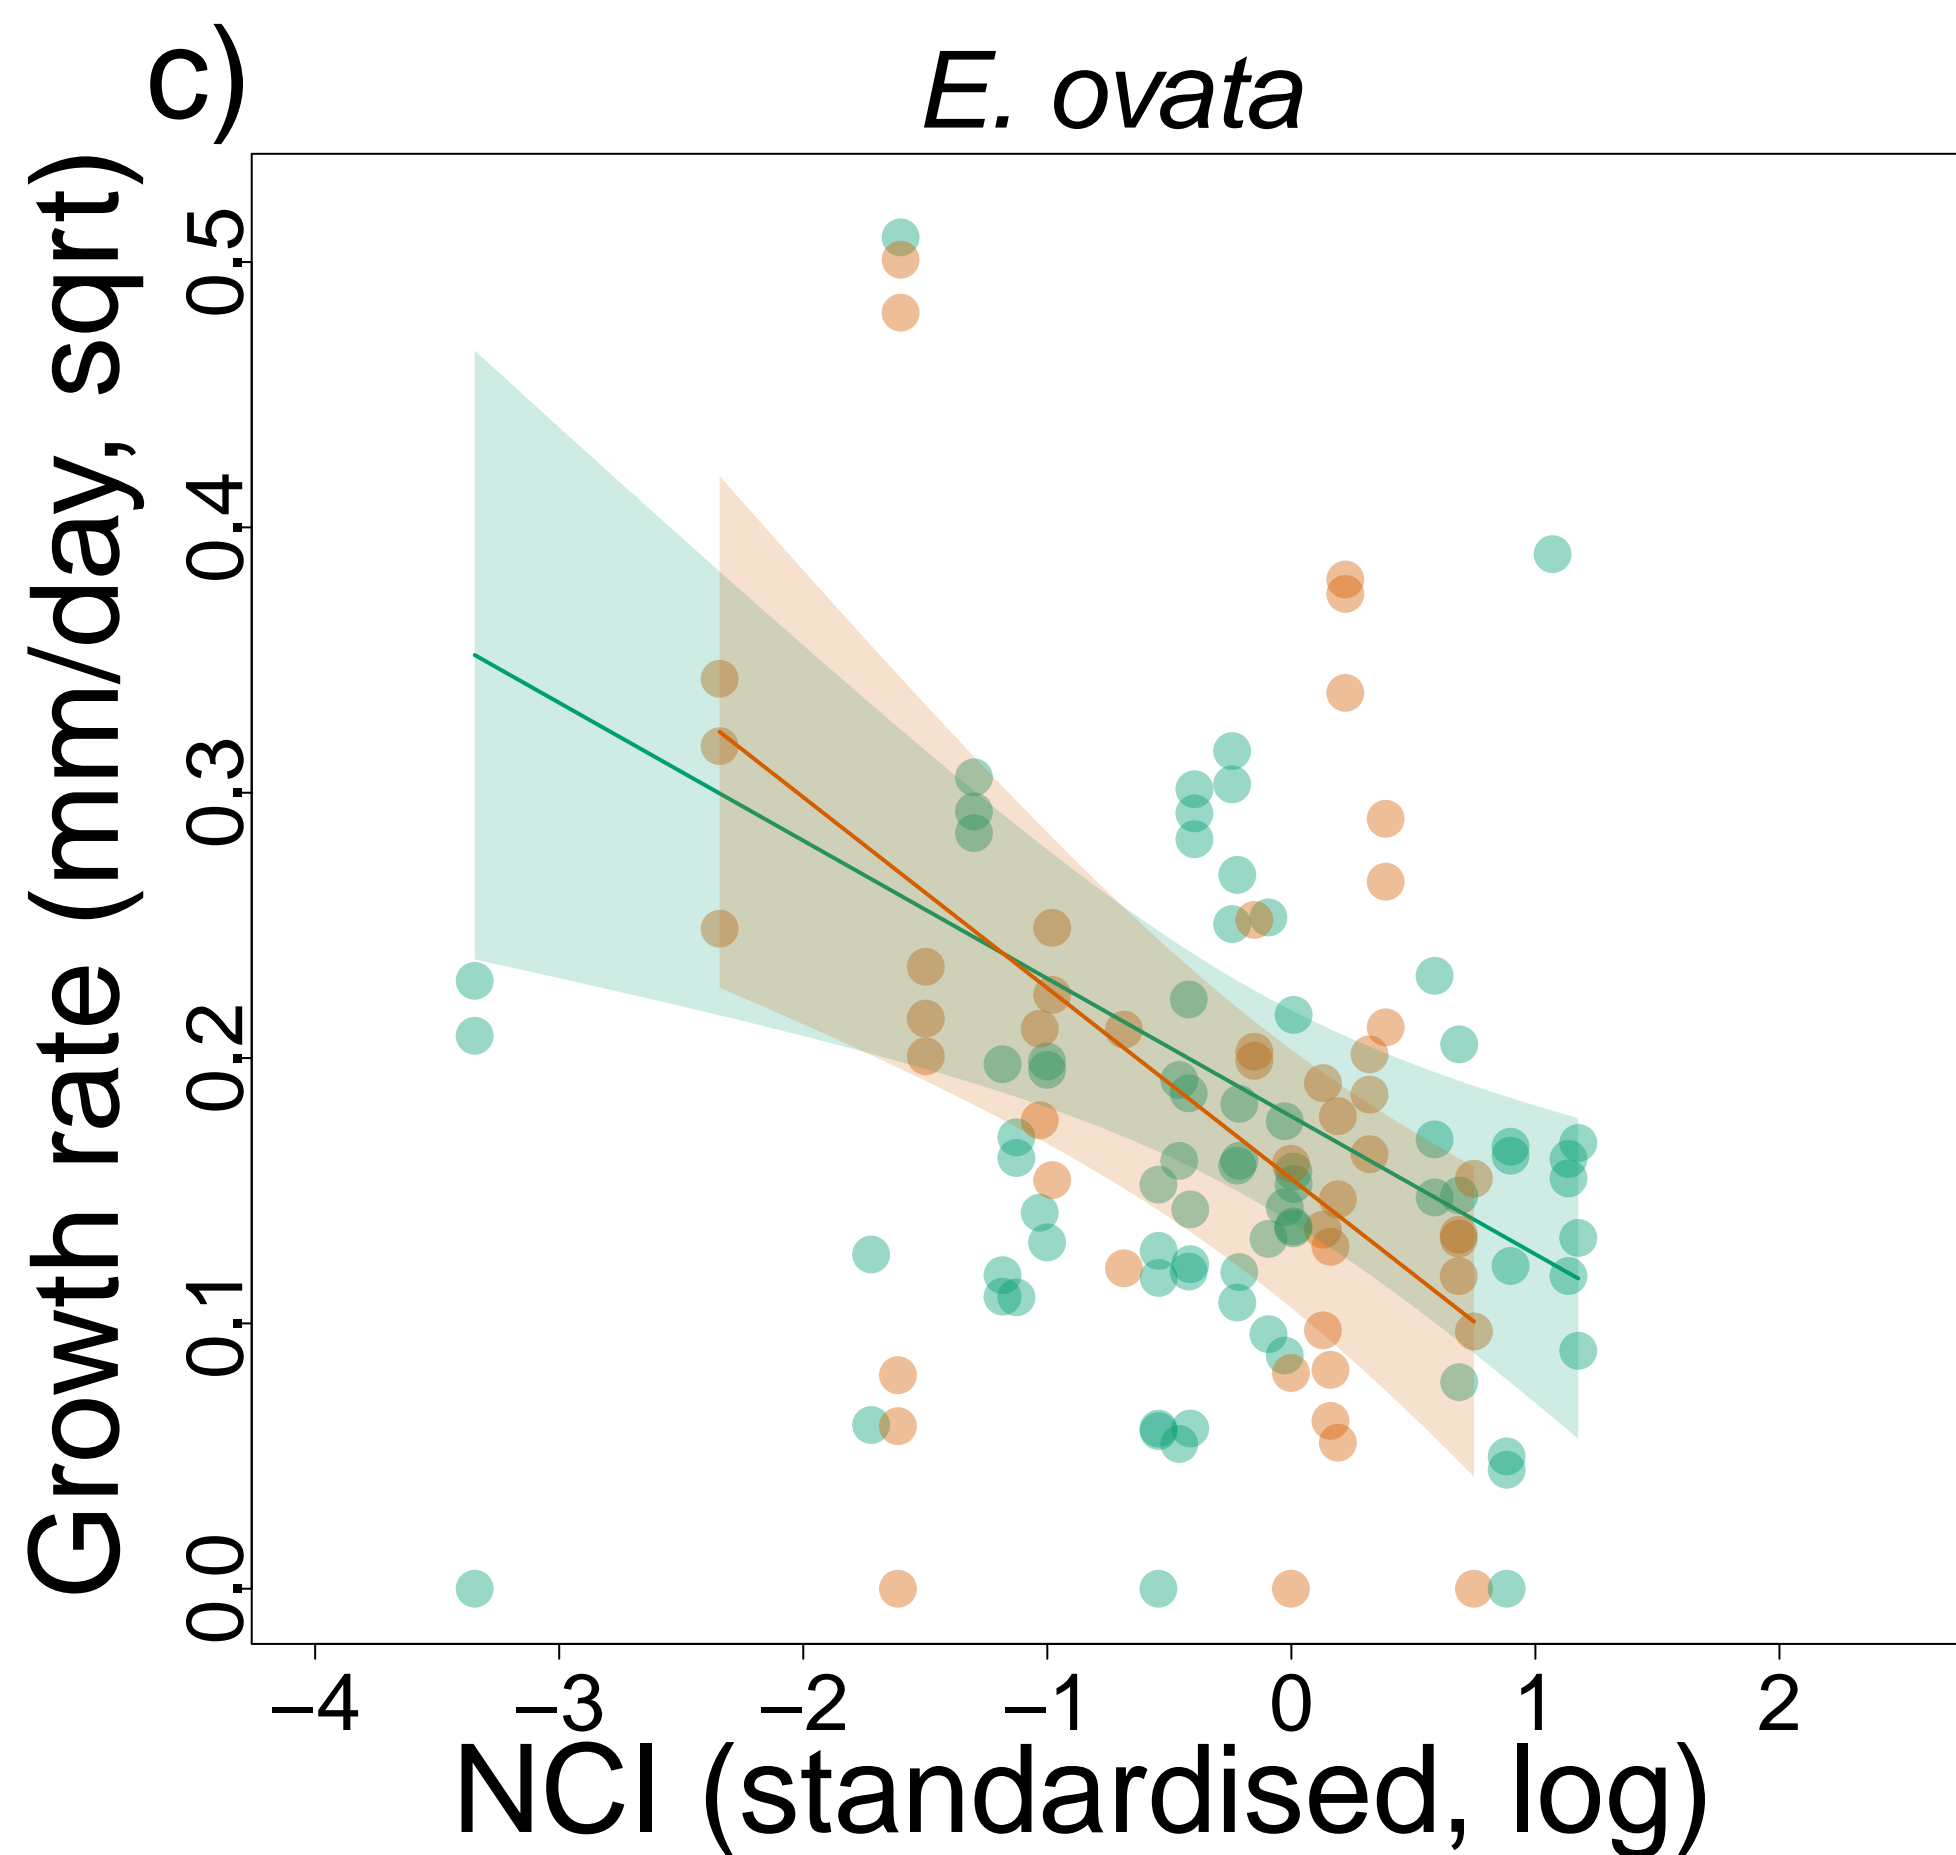 c)
E. ovata
Growth rate (mm/day, sqrt)
0.5
0.4
0.3
0.2
0.1
0.0
−4 −3 −2 −1 0 1 2
NCI (standardised, log)